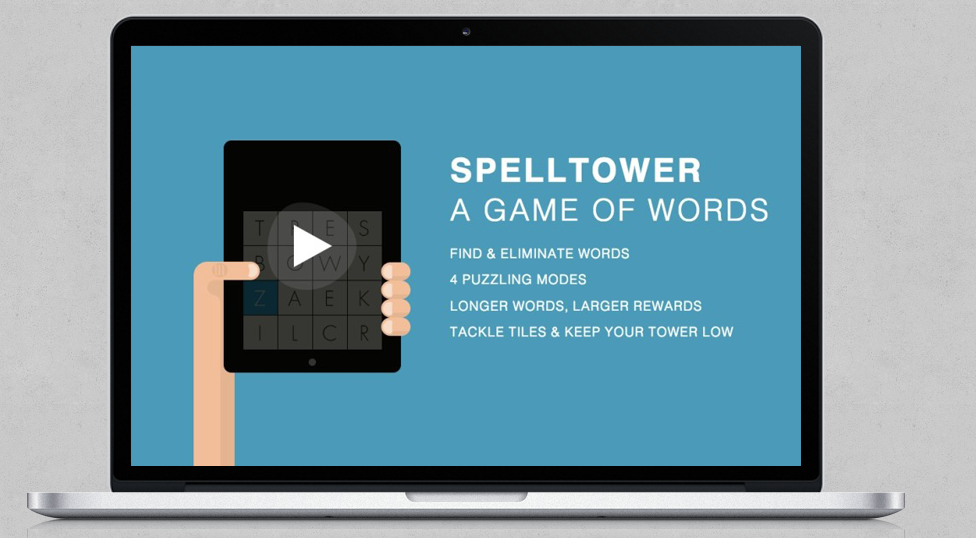 SPELLTOWER
A GAME OF WORDS
FIND & ELIMINATE WORDS
4 PUZZLING MODES
LONGER WORDS, LARGER REWARDS
TACKLE TILES & KEEP YOUR TOWER LOW
T E S
B O W Y
Z A E K
I L C R